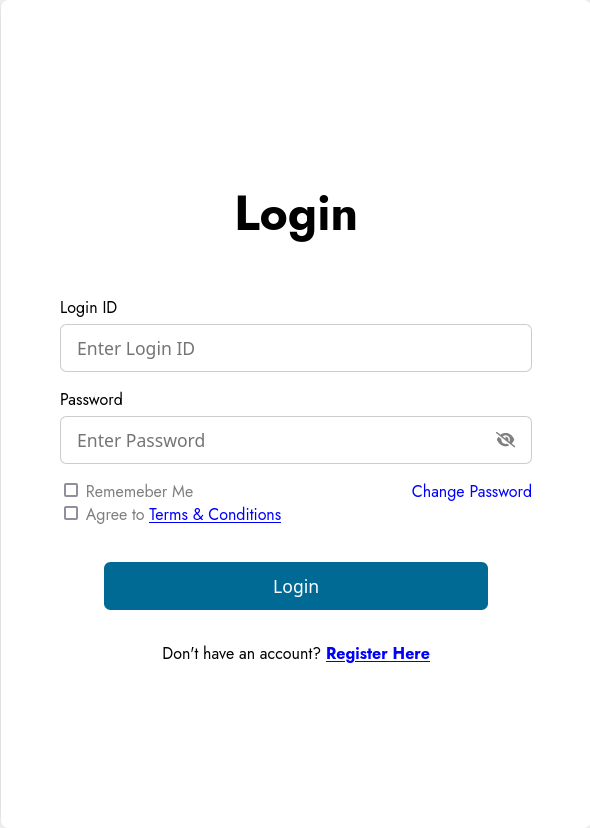 Login
Login ID
Enter Login ID
Password
Enter Password
Rememeber Me Change Password
Agree to Terms & Conditions
Login
Don't have an account? Register Here